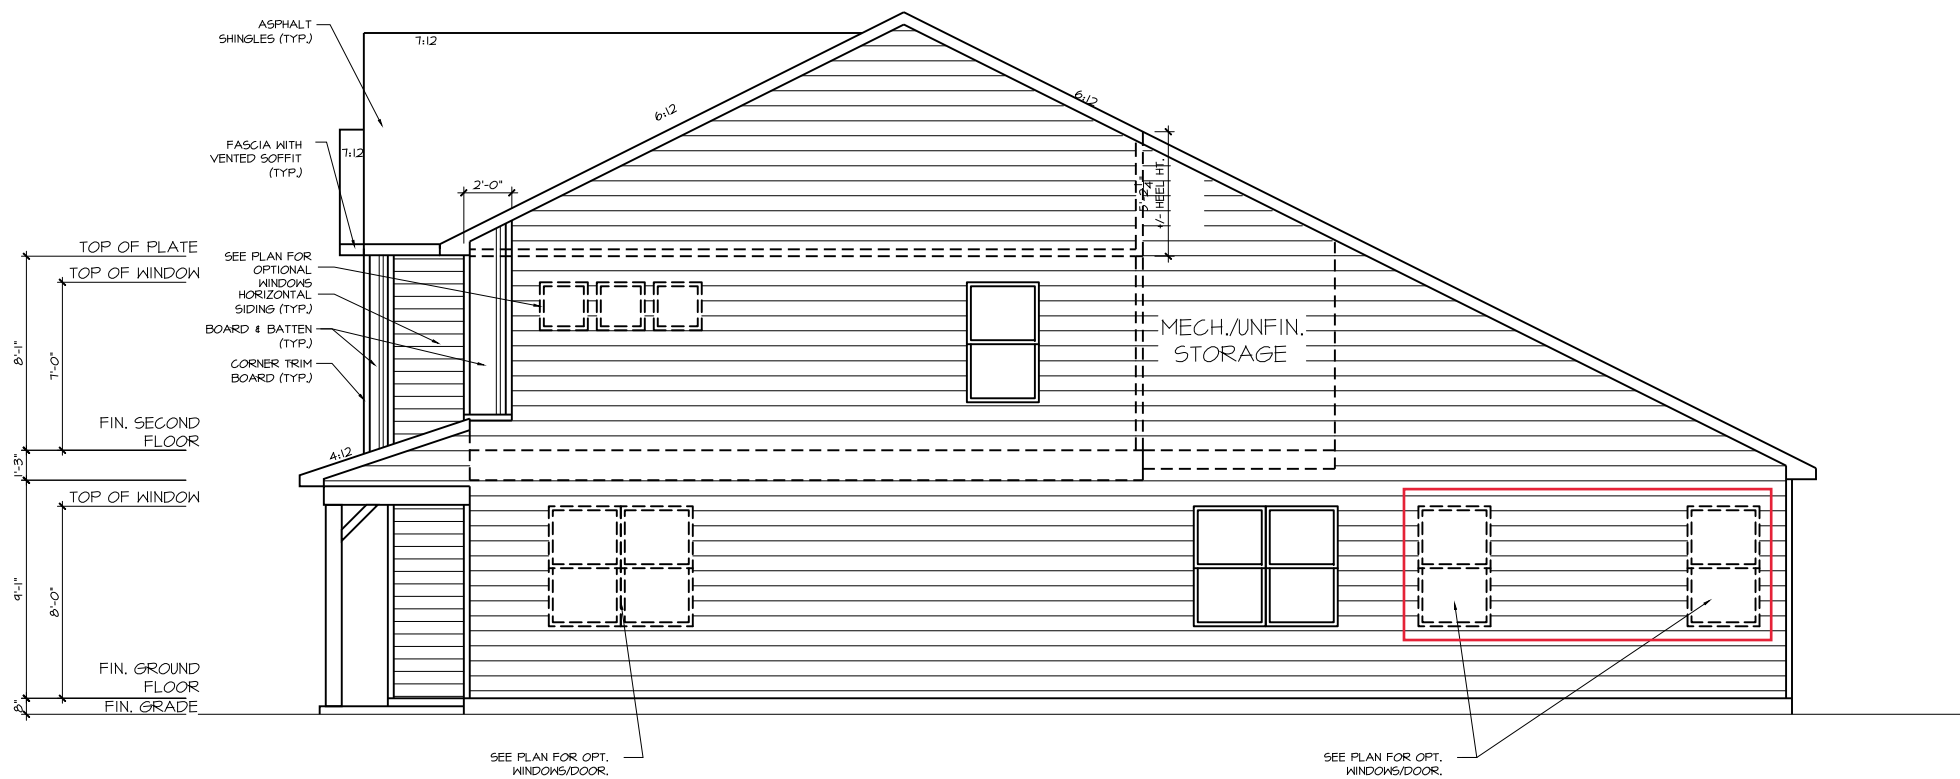 ASPHALT
SHINGLES (TYP.)
7:12
6:12
6:12
FASCIA WITH
VENTED SOFFIT
(TYP.)
7:12
2'-0"
+/- HEEL HT.
TOP OF PLATE
SEE PLAN FOR
OPTIONAL
WINDOWS
TOP OF WINDOW
HORIZONTAL
SIDING (TYP.)
BOARD & BATTEN
(TYP.)
CORNER TRIM
BOARD (TYP.)
8'-1"
7'-0"
MECH./UNFIN.
STORAGE
FIN. SECOND
FLOOR
4:12
1'-3"
TOP OF WINDOW
9'-1"
8'-0"
FIN. GROUND
FLOOR
FIN. GRADE
8"
SEE PLAN FOR OPT.
WINDOWS/DOOR.
SEE PLAN FOR OPT.
WINDOWS/DOOR.